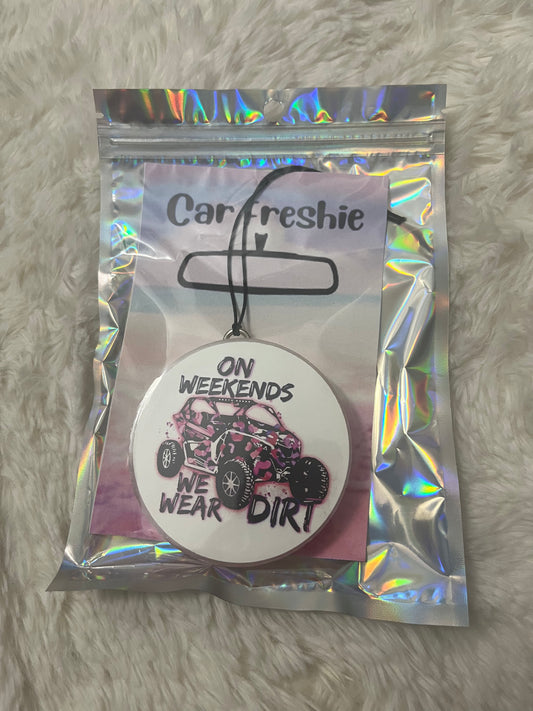 Car freshie
ON
WEEKENDS
WE
WEAR DIRT